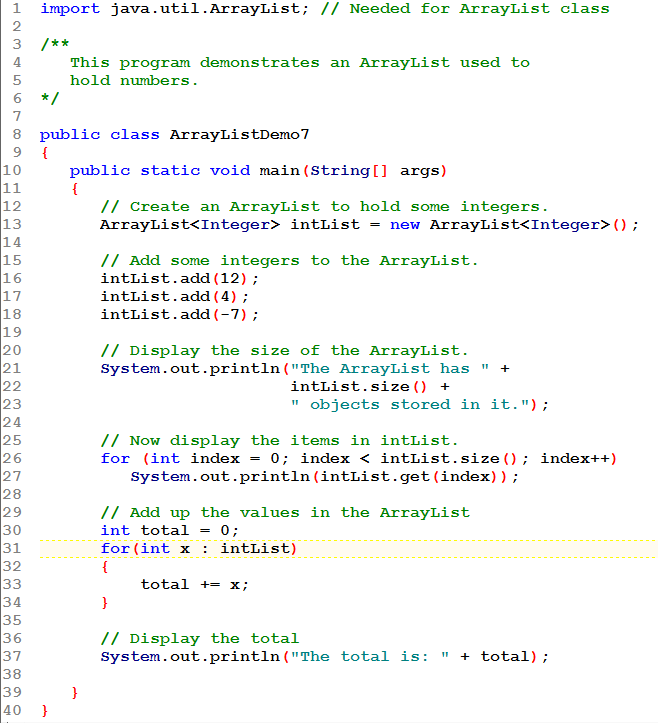 1 import java.util.ArrayList; // Needed for ArrayList class
2
3 /**
4    This program demonstrates an ArrayList used to
5    hold numbers.
6 */
7
8 public class ArrayListDemo7
9 {
10    public static void main(String[] args)
11    {
12       // Create an ArrayList to hold some integers.
13       ArrayList<Integer> intList = new ArrayList<Integer>();
14
15       // Add some integers to the ArrayList.
16       intList.add(12);
17       intList.add(4);
18       intList.add(-7);
19
20       // Display the size of the ArrayList.
21       System.out.println("The ArrayList has " +
22                          intList.size() +
23                          " objects stored in it.");
24
25       // Now display the items in intList.
26       for (int index = 0; index < intList.size(); index++)
27          System.out.println(intList.get(index));
28
29       // Add up the values in the ArrayList
30       int total = 0;
31       for(int x : intList)
32       {
33           total += x;
34       }
35
36       // Display the total
37       System.out.println("The total is: " + total);
38
39    }
40 }